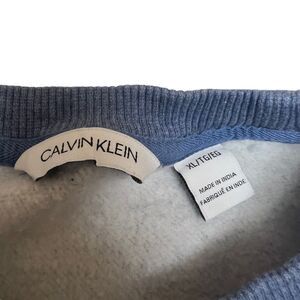 CALVIN KLEIN
XL/TG/EG
MADE IN INDIA
FABRIQUÉ EN INDE